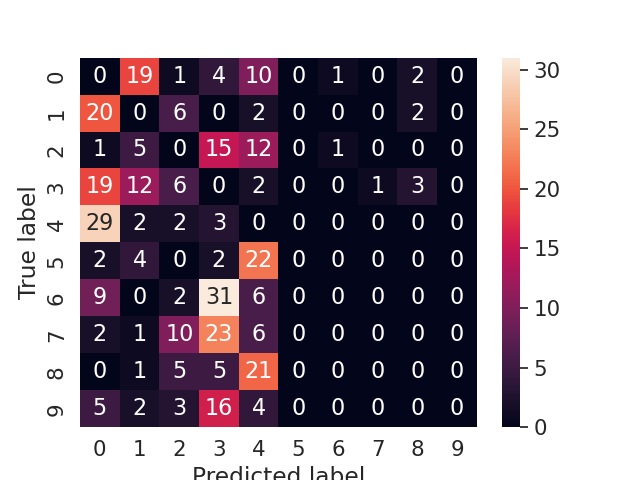 0 0 19 1 4 10 0 1 0 2 0 30
1 20 0 6 0 2 0 0 0 2 0 25
2 1 5 0 15 12 0 1 0 0 0
3 19 12 6 0 2 0 0 1 3 0 20
4 29 2 2 3 0 0 0 0 0 0
True label
5 2 4 0 2 22 0 0 0 0 0 15
6 9 0 2 31 6 0 0 0 0 0 10
7 2 1 10 23 6 0 0 0 0 0
8 0 1 5 5 21 0 0 0 0 0 5
9 5 2 3 16 4 0 0 0 0 0 0
0 1 2 3 4 5 6 7 8 9
Predicted label